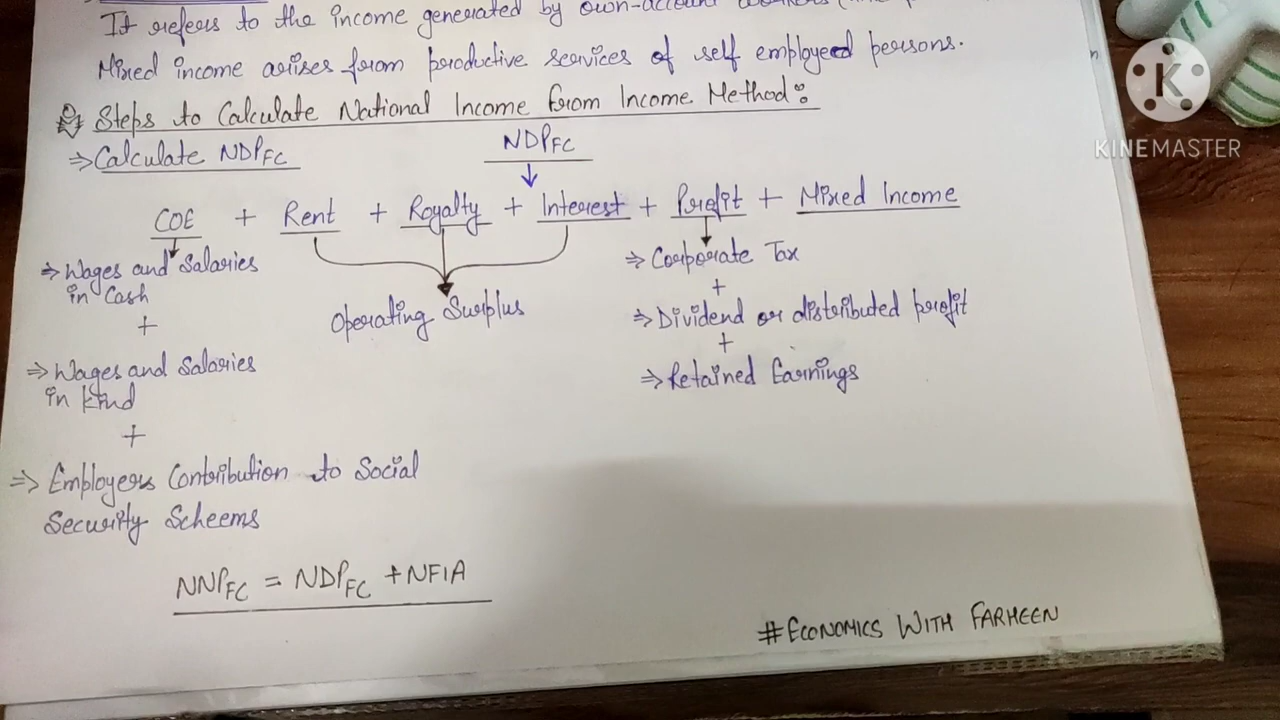 It refers to the income generated by own-account workers
Mixed income arises from productive services of self employeed persons.
Steps to Calculate National Income from Income Method:
⇒ Calculate NDPFC
NDPFC
↓
COE + Rent + Royalty + Interest + Profit + Mixed Income
⇒ Wages and Salaries
in Cash
+
⇒ Wages and Salaries
in kind
+
⇒ Employers Contribution to Social
Security Scheems
Operating Surplus
⇒ Corporate Tax
+
⇒ Dividend or distributed profit
+
⇒ Retained Earnings
NNPFC = NDPFC + NFIA
#ECONOMICS WITH FARHEEN
K
KINEMASTER